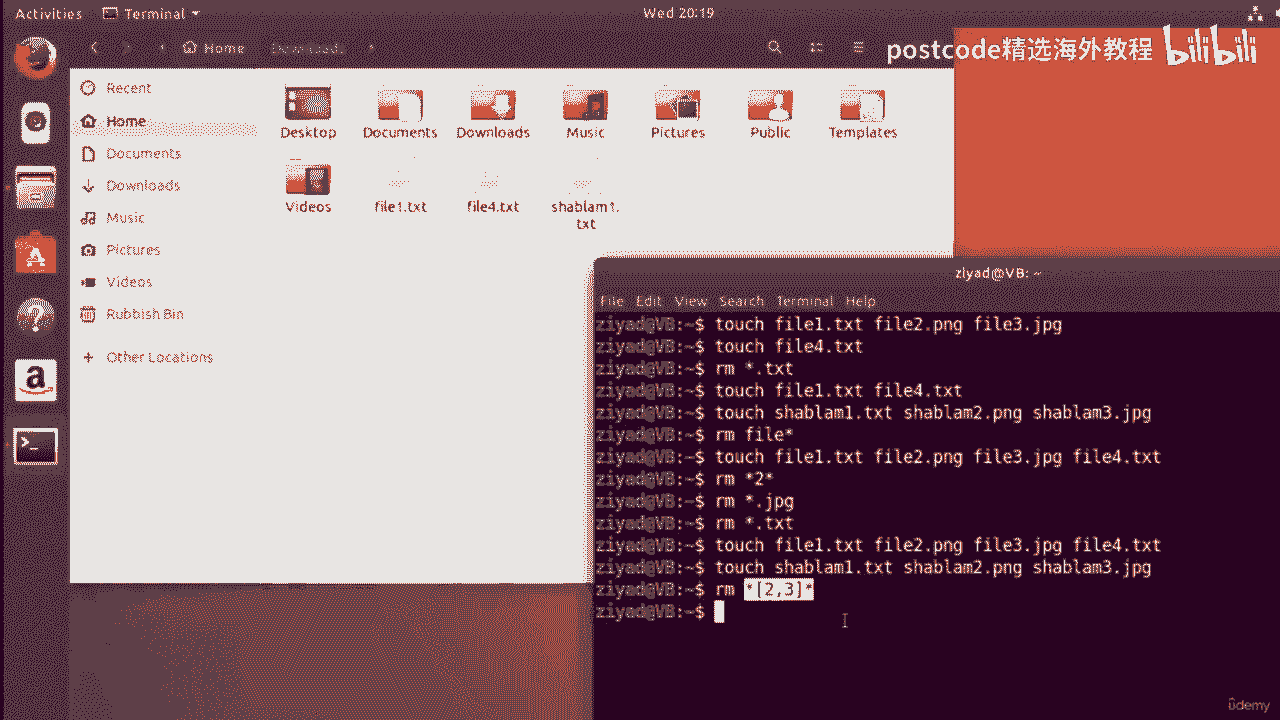 Activities Terminal Wed 20:19
Home Downloads
postcode精选海外教程 bilibili
Recent
Home
Documents
Downloads
Music
Pictures
Videos
Rubbish Bin
Other Locations
Desktop Documents Downloads Music Pictures Public Templates
Videos file1.txt file4.txt shablam1.
txt
ziyad@VB: ~
File Edit View Search Terminal Help
ziyad@VB:~$ touch file1.txt file2.png file3.jpg
ziyad@VB:~$ touch file4.txt
ziyad@VB:~$ rm *.txt
ziyad@VB:~$ touch file1.txt file4.txt
ziyad@VB:~$ touch shablam1.txt shablam2.png shablam3.jpg
ziyad@VB:~$ rm file*
ziyad@VB:~$ touch file1.txt file2.png file3.jpg file4.txt
ziyad@VB:~$ rm *2*
ziyad@VB:~$ rm *.jpg
ziyad@VB:~$ rm *.txt
ziyad@VB:~$ touch file1.txt file2.png file3.jpg file4.txt
ziyad@VB:~$ touch shablam1.txt shablam2.png shablam3.jpg
ziyad@VB:~$ rm *[2,3]*
ziyad@VB:~$
ûdemy